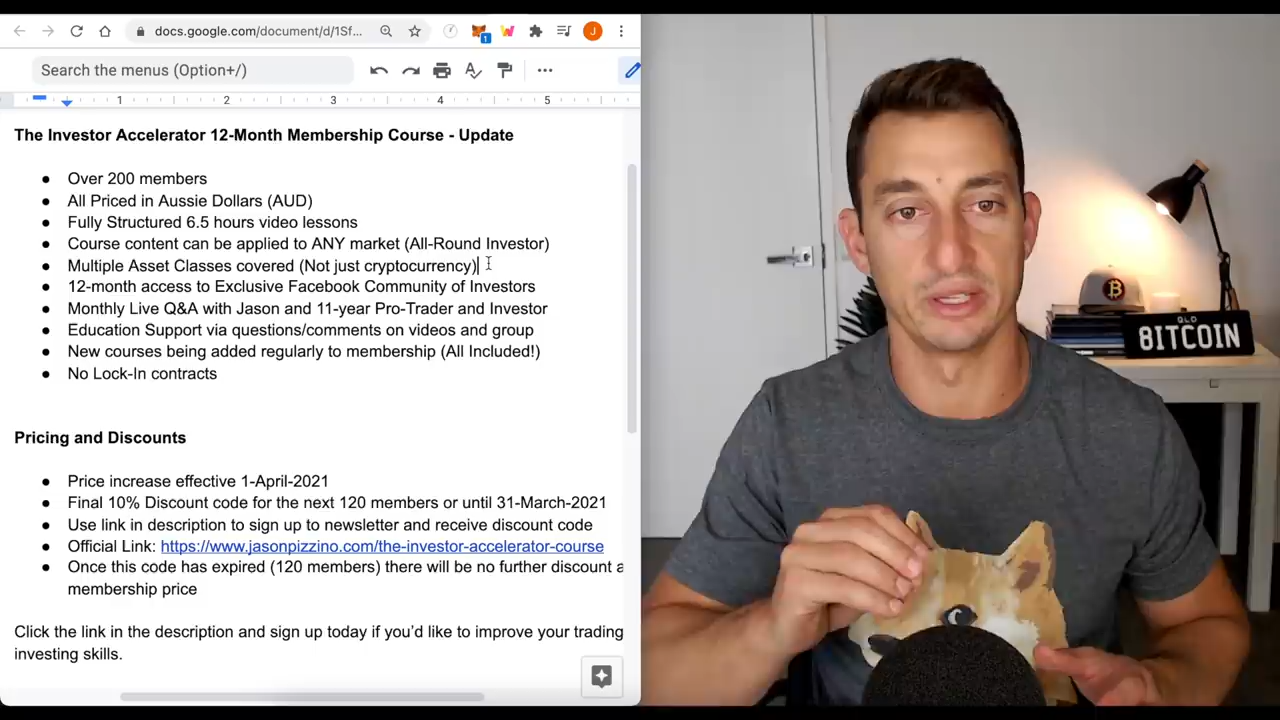 docs.google.com/document/d/1Sf...
1
J
Search the menus (Option+/)
1 2 3 4 5
The Investor Accelerator 12-Month Membership Course - Update
● Over 200 members
● All Priced in Aussie Dollars (AUD)
● Fully Structured 6.5 hours video lessons
● Course content can be applied to ANY market (All-Round Investor)
● Multiple Asset Classes covered (Not just cryptocurrency)
● 12-month access to Exclusive Facebook Community of Investors
● Monthly Live Q&A with Jason and 11-year Pro-Trader and Investor
● Education Support via questions/comments on videos and group
● New courses being added regularly to membership (All Included!)
● No Lock-In contracts
Pricing and Discounts
● Price increase effective 1-April-2021
● Final 10% Discount code for the next 120 members or until 31-March-2021
● Use link in description to sign up to newsletter and receive discount code
● Official Link: https://www.jasonpizzino.com/the-investor-accelerator-course
● Once this code has expired (120 members) there will be no further discount a
membership price
Click the link in the description and sign up today if you'd like to improve your trading
investing skills.
QLD
8ITCOIN